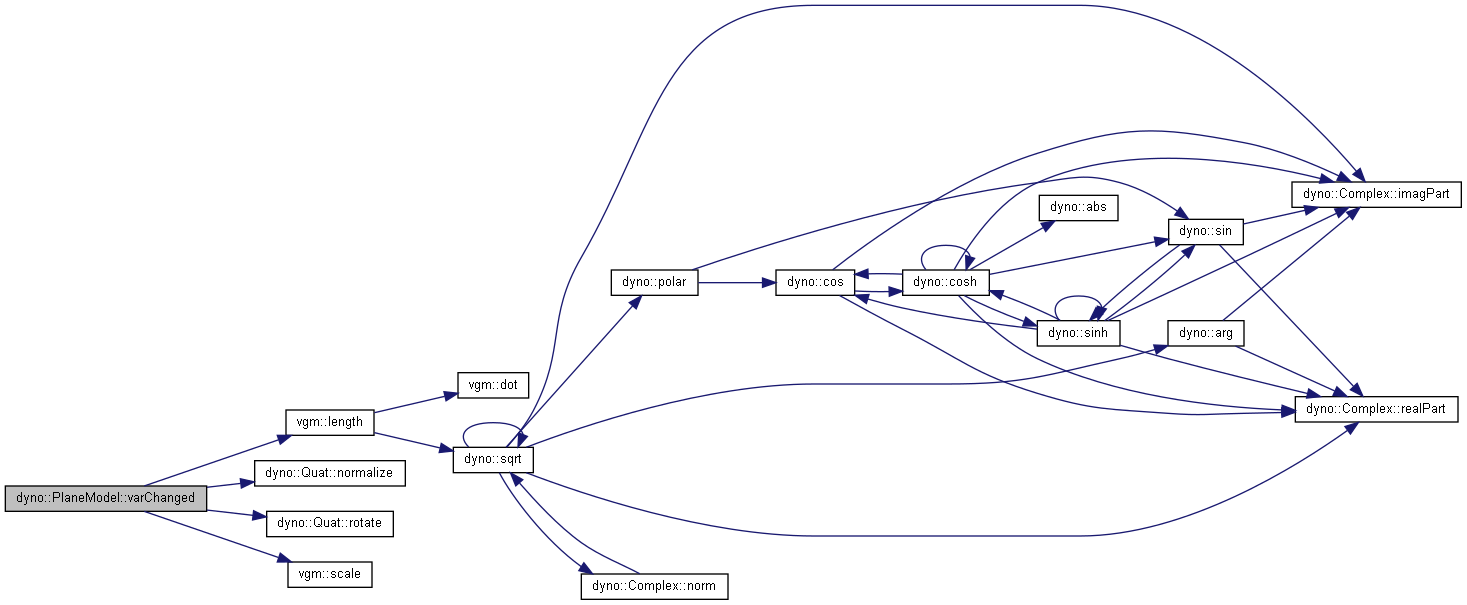 dyno::PlaneModel::varChanged
vgm::length
dyno::Quat::normalize
dyno::Quat::rotate
vgm::scale
vgm::dot
dyno::sqrt
dyno::polar
dyno::Complex::norm
dyno::cos
dyno::cosh
dyno::abs
dyno::sinh
dyno::sin
dyno::arg
dyno::Complex::imagPart
dyno::Complex::realPart